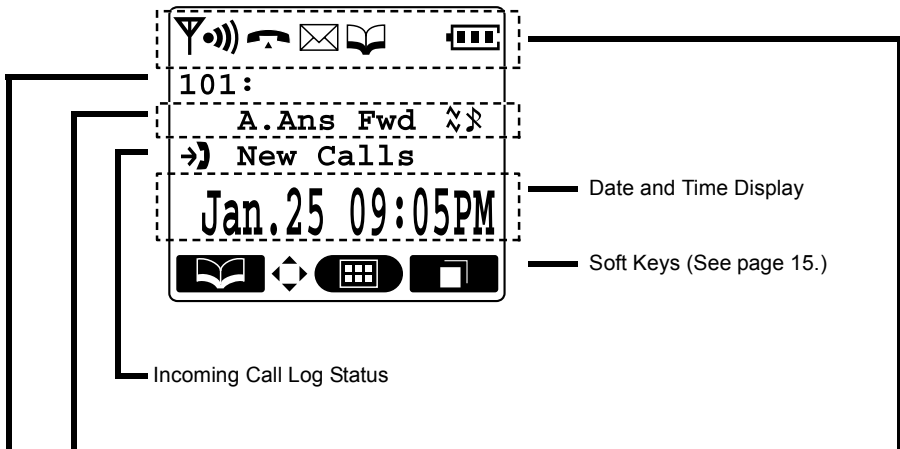 101:
A.Ans Fwd
New Calls
Jan.25 09:05PM
Date and Time Display
Soft Keys (See page 15.)
Incoming Call Log Status